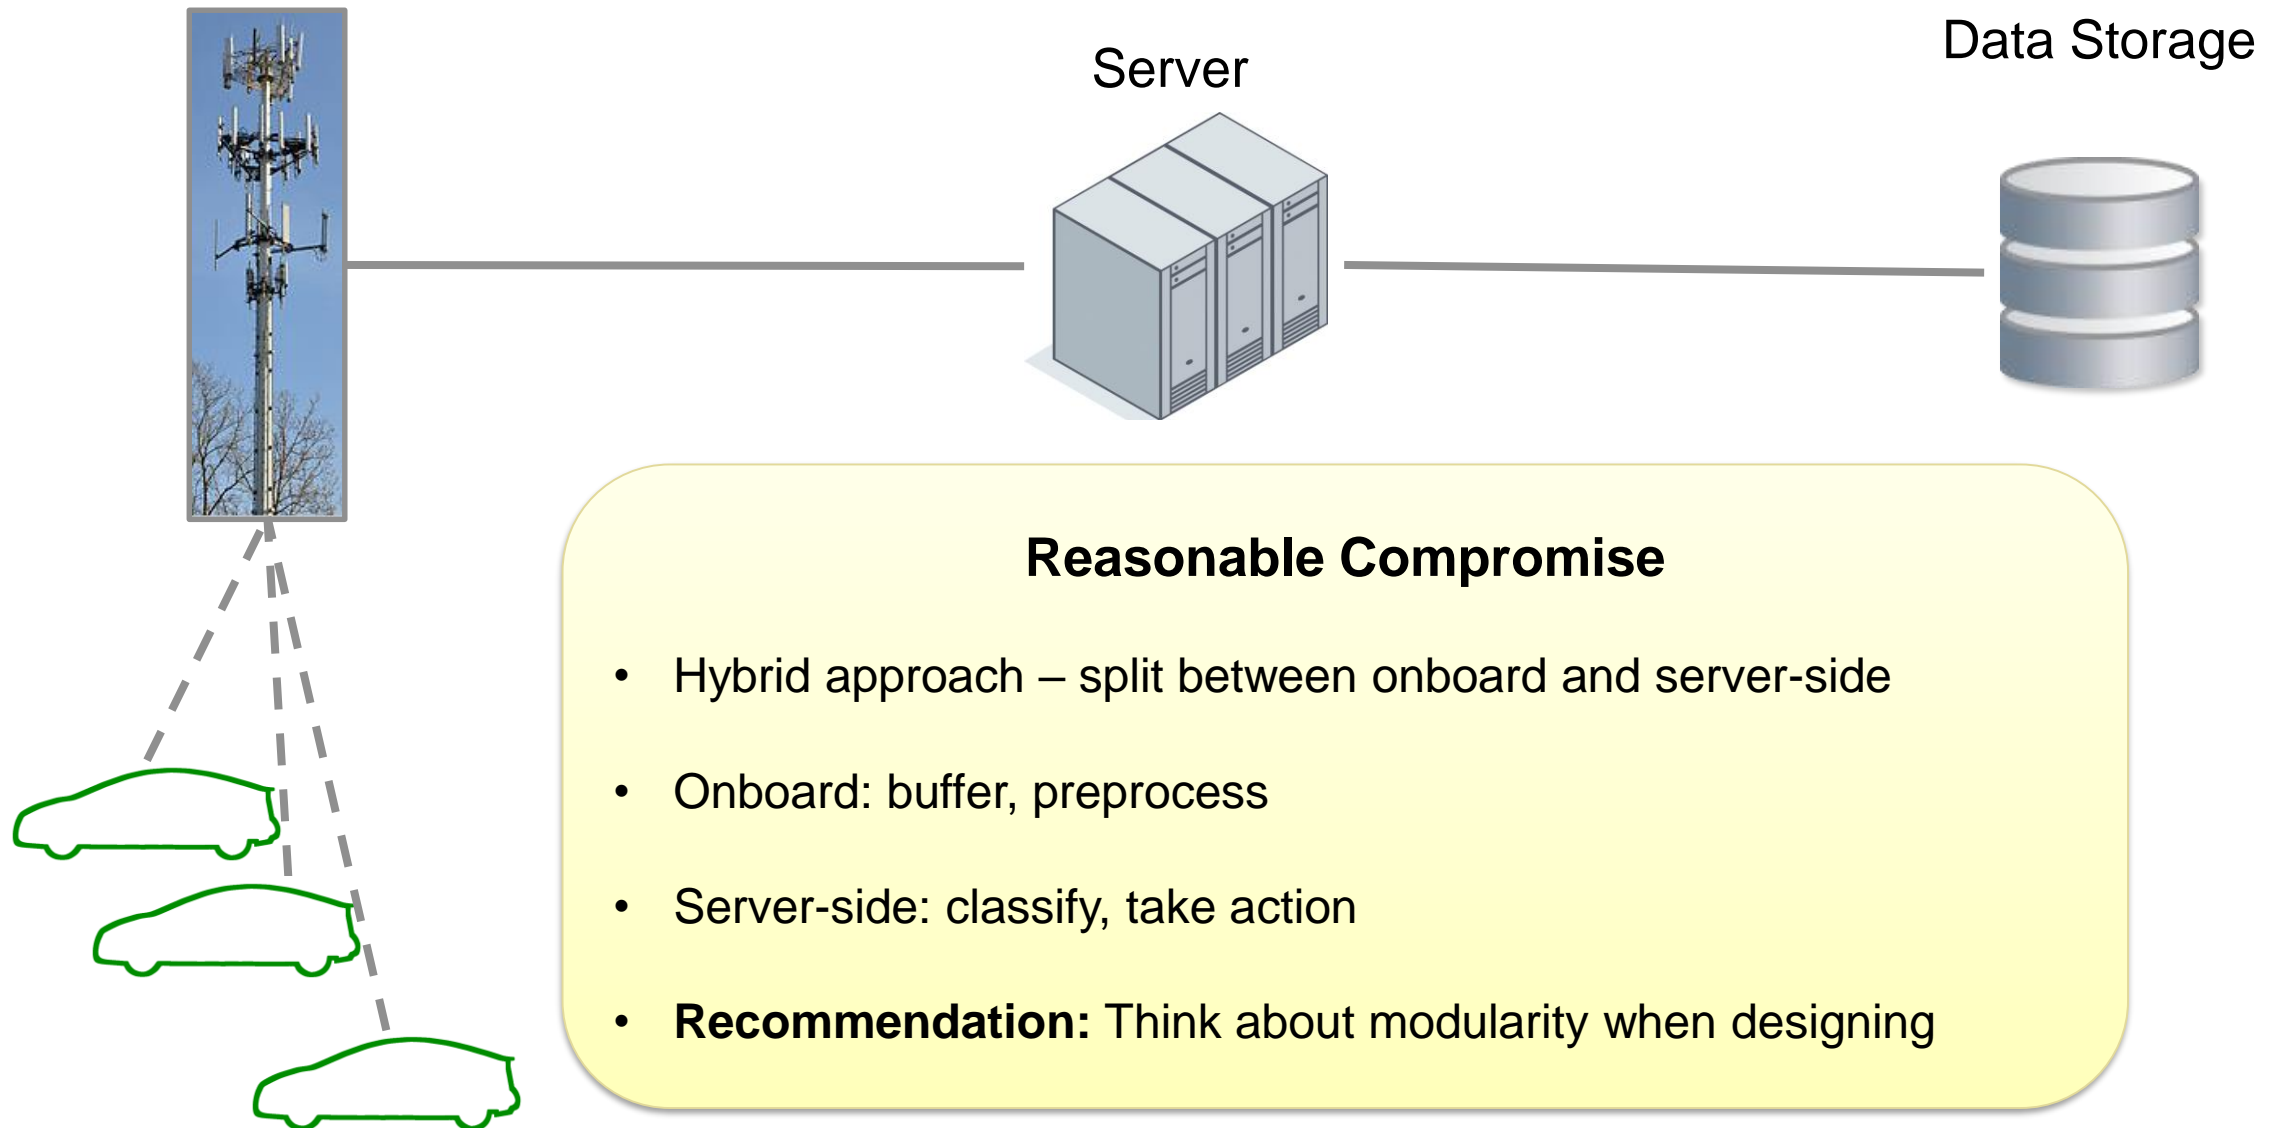 Server
Data Storage
Reasonable Compromise
• Hybrid approach – split between onboard and server-side
• Onboard: buffer, preprocess
• Server-side: classify, take action
• Recommendation: Think about modularity when designing